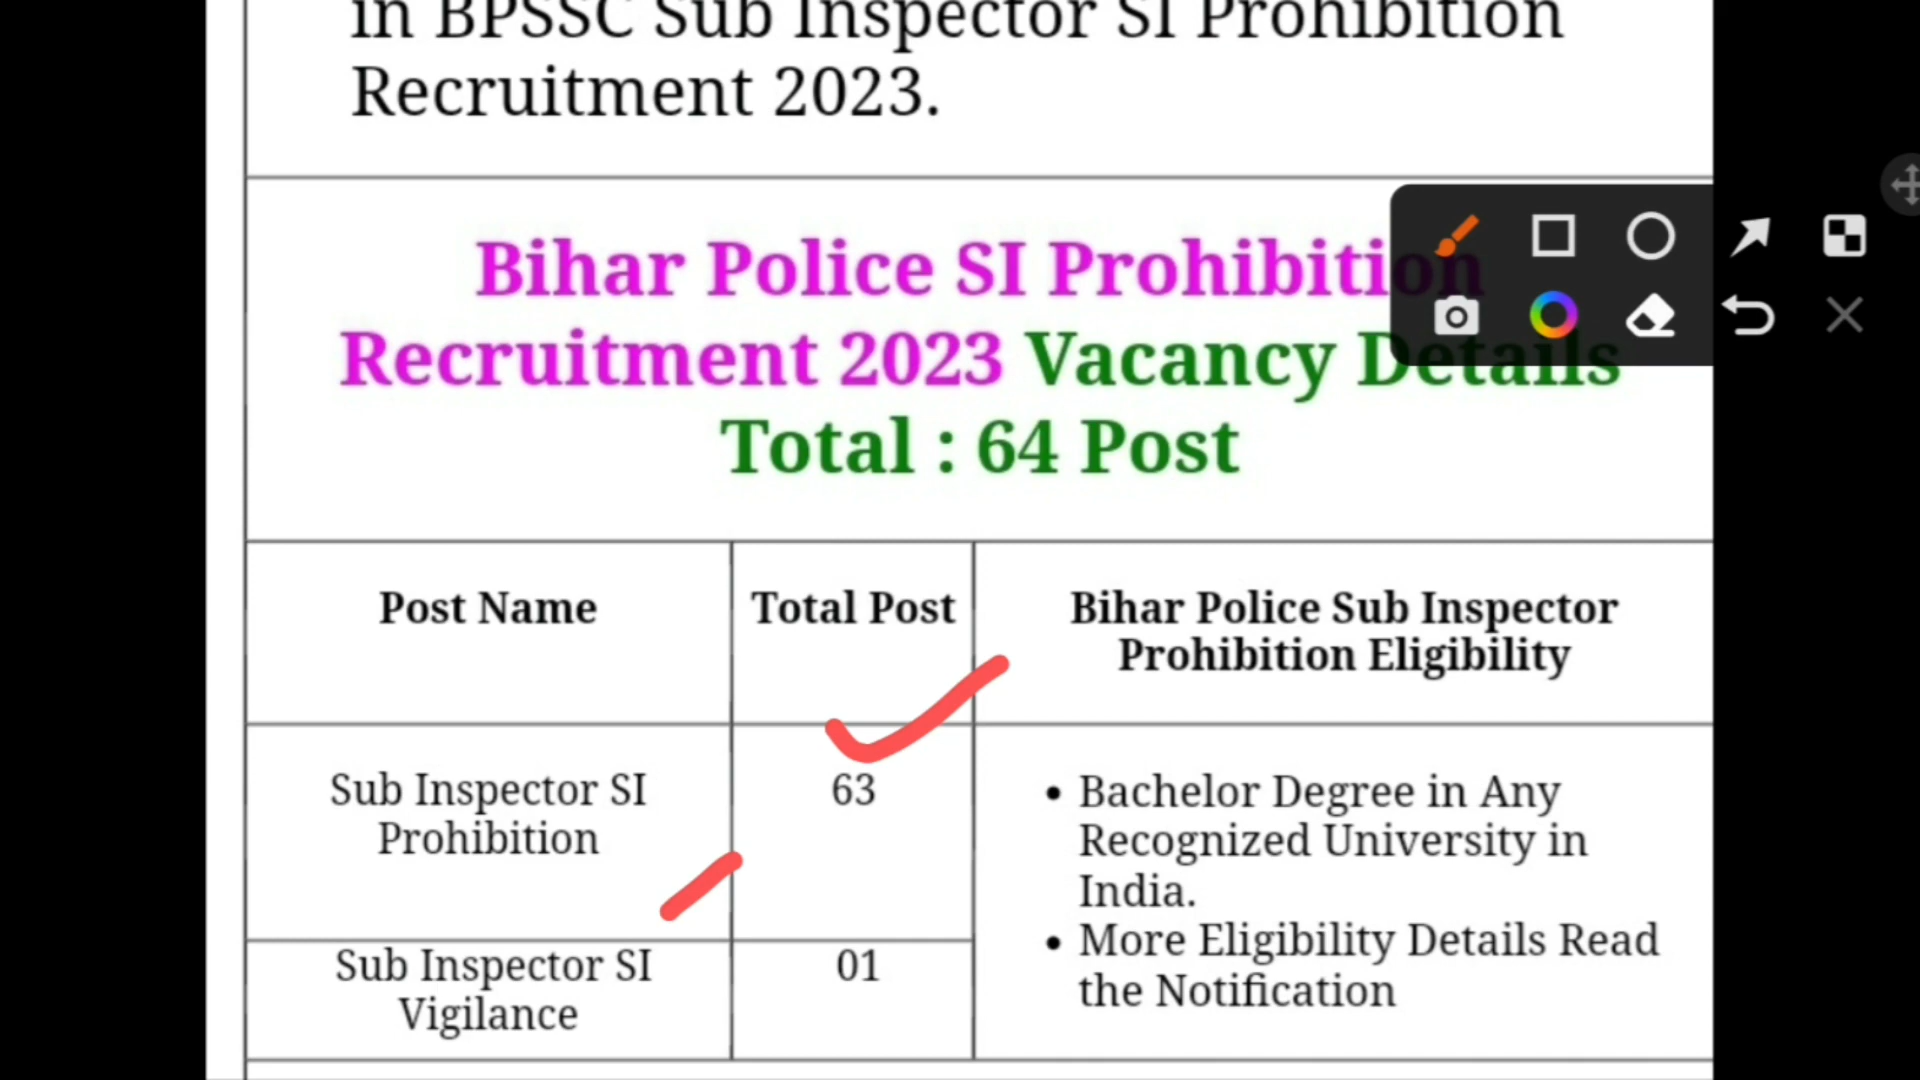 in BPSSC Sub Inspector SI Prohibition
Recruitment 2023.
Bihar Police SI Prohibition
Recruitment 2023 Vacancy Details
Total : 64 Post
Post Name
Total Post
Bihar Police Sub Inspector
Prohibition Eligibility
Sub Inspector SI
Prohibition
63
• Bachelor Degree in Any
Recognized University in
India.
• More Eligibility Details Read
the Notification
Sub Inspector SI
Vigilance
01